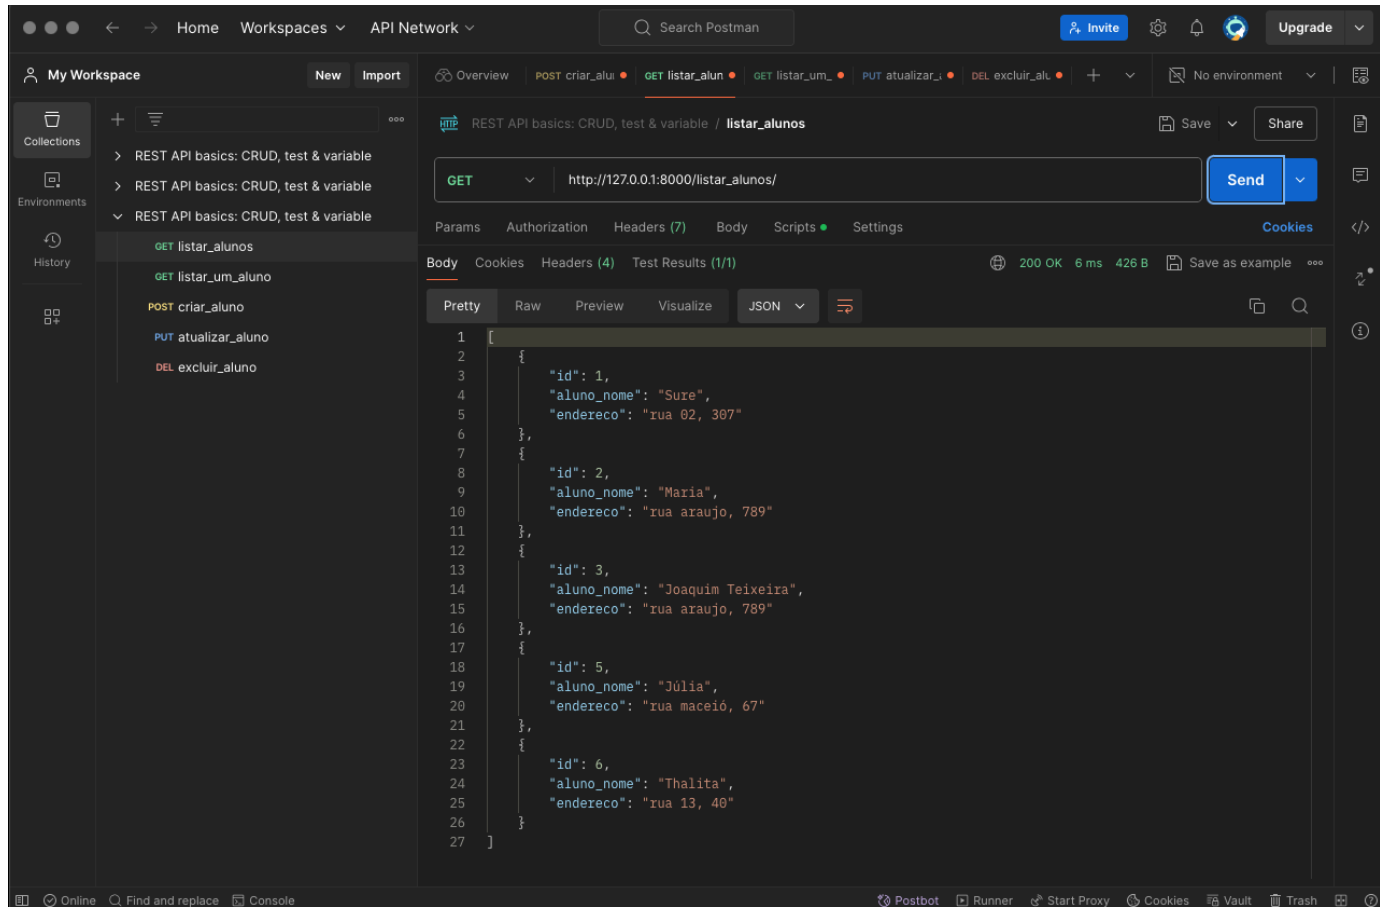 Home Workspaces API Network Search Postman Invite Upgrade
My Workspace New Import
Overview POST criar_alu GET listar_alun GET listar_um_ PUT atualizar_a DEL excluir_alu No environment
Collections
Environments
History
REST API basics: CRUD, test & variable
REST API basics: CRUD, test & variable
REST API basics: CRUD, test & variable
GET listar_alunos
GET listar_um_aluno
POST criar_aluno
PUT atualizar_aluno
DEL excluir_aluno
HTTP REST API basics: CRUD, test & variable / listar_alunos Save Share
GET http://127.0.0.1:8000/listar_alunos/ Send
Params Authorization Headers (7) Body Scripts Settings Cookies
Body Cookies Headers (4) Test Results (1/1) 200 OK 6 ms 426 B Save as example
Pretty Raw Preview Visualize JSON
1 [
2 {
3 "id": 1,
4 "aluno_nome": "Sure",
5 "endereco": "rua 02, 307"
6 },
7 {
8 "id": 2,
9 "aluno_nome": "Maria",
10 "endereco": "rua araujo, 789"
11 },
12 {
13 "id": 3,
14 "aluno_nome": "Joaquim Teixeira",
15 "endereco": "rua araujo, 789"
16 },
17 {
18 "id": 5,
19 "aluno_nome": "Júlia",
20 "endereco": "rua maceió, 67"
21 },
22 {
23 "id": 6,
24 "aluno_nome": "Thalita",
25 "endereco": "rua 13, 40"
26 }
27 ]
Online Find and replace Console Postbot Runner Start Proxy Cookies Vault Trash